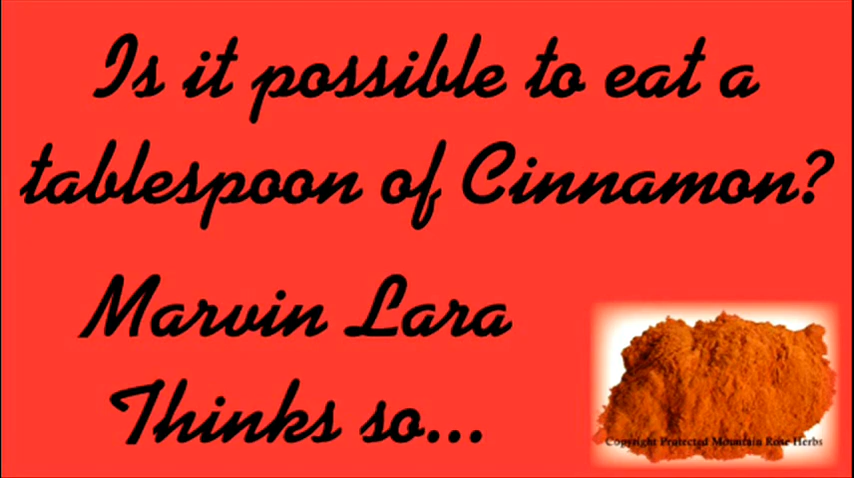 Is it possible to eat a
tablespoon of Cinnamon?
Marvin Lara
Thinks so...
Copyright Protected Mountain Rose Herbs